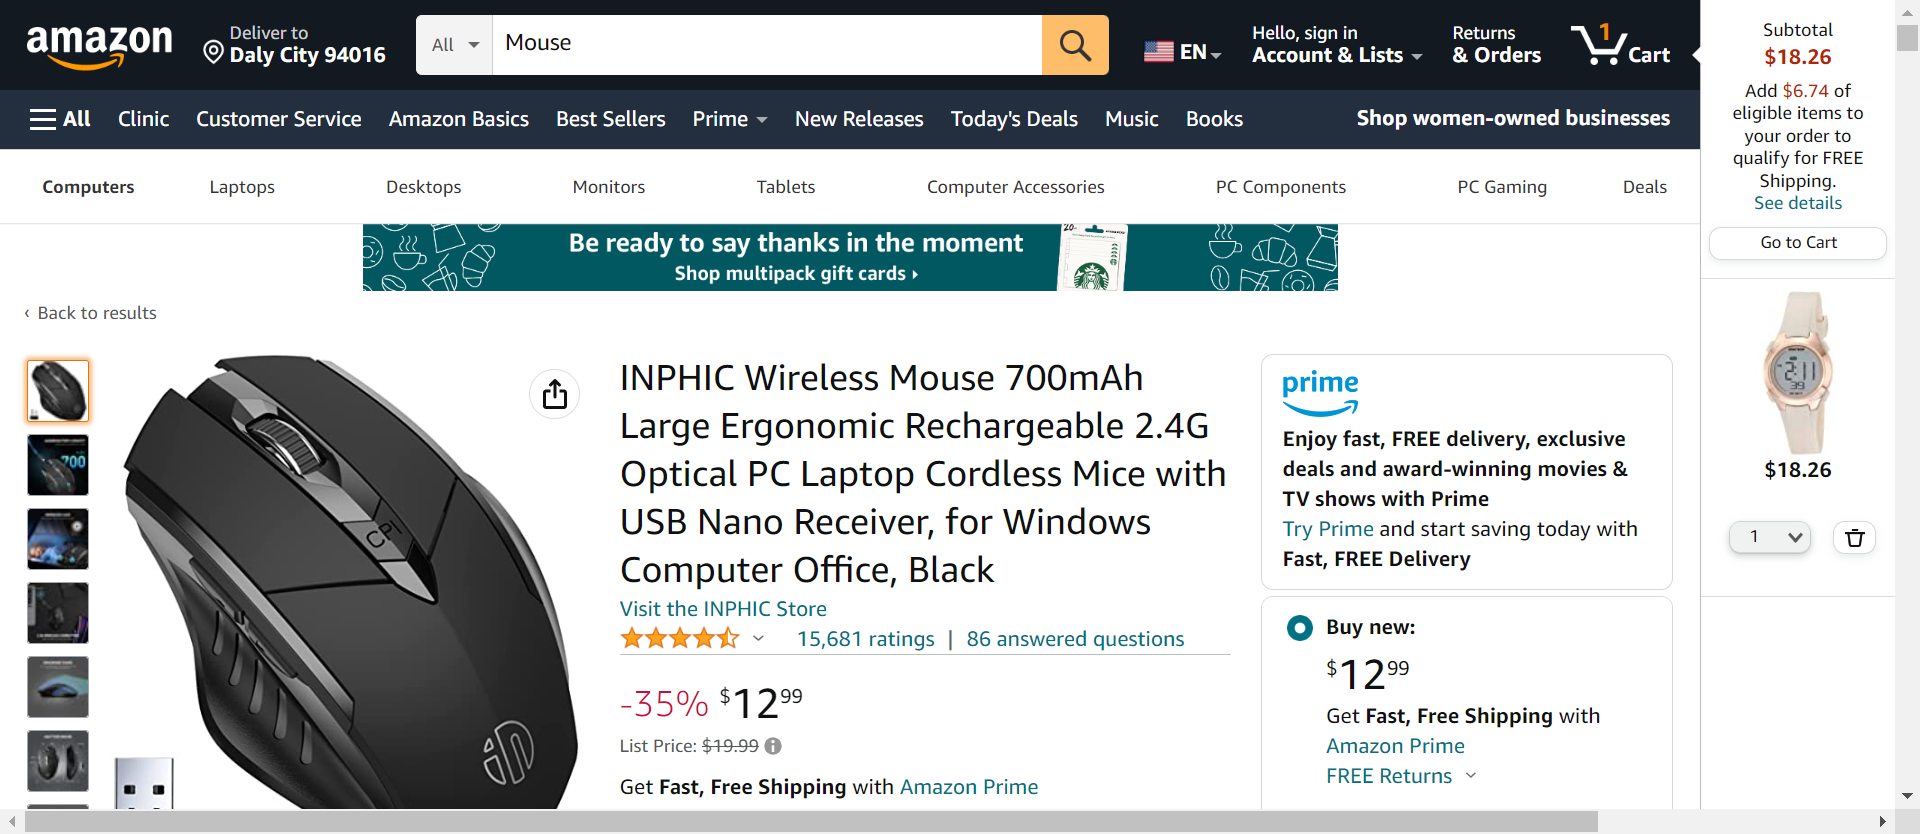 amazon
Deliver to
Daly City 94016
All
Mouse
EN
Hello, sign in
Account & Lists
Returns
& Orders
1
Cart
All
Clinic
Customer Service
Amazon Basics
Best Sellers
Prime
New Releases
Today's Deals
Music
Books
Shop women-owned businesses
Computers
Laptops
Desktops
Monitors
Tablets
Computer Accessories
PC Components
PC Gaming
Deals
Be ready to say thanks in the moment
Shop multipack gift cards ›
‹ Back to results
700
CPI
INPHIC Wireless Mouse 700mAh
Large Ergonomic Rechargeable 2.4G
Optical PC Laptop Cordless Mice with
USB Nano Receiver, for Windows
Computer Office, Black
Visit the INPHIC Store
15,681 ratings | 86 answered questions
-35% $12 99
List Price: $19.99
Get Fast, Free Shipping with Amazon Prime
prime
Enjoy fast, FREE delivery, exclusive
deals and award-winning movies &
TV shows with Prime
Try Prime and start saving today with
Fast, FREE Delivery
Buy new:
$12 99
Get Fast, Free Shipping with
Amazon Prime
FREE Returns
Subtotal
$18.26
Add $6.74 of
eligible items to
your order to
qualify for FREE
Shipping.
See details
Go to Cart
2:11
39
$18.26
1